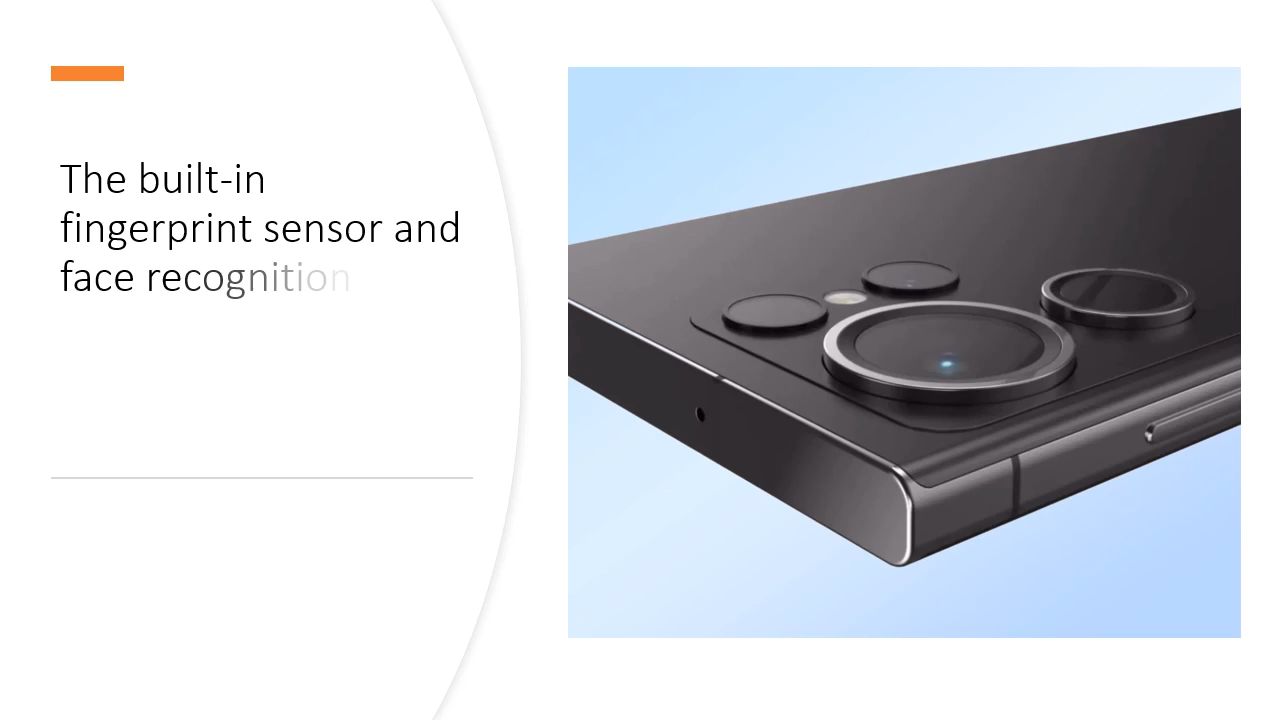 The built-in
fingerprint sensor and
face recognition